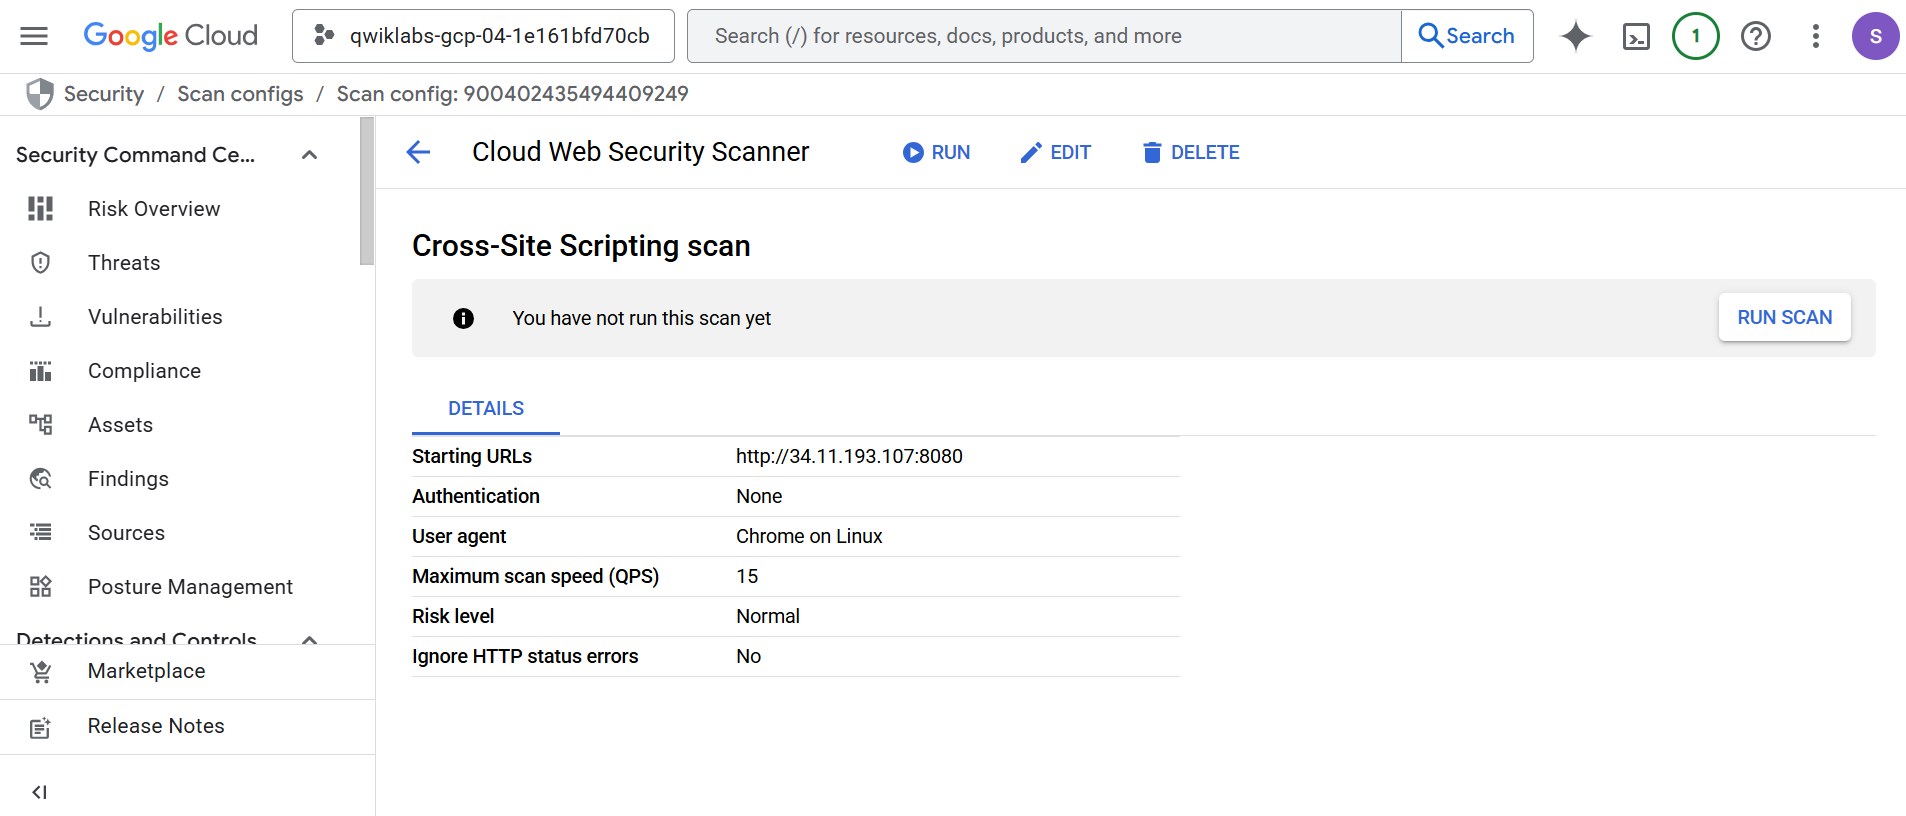 Google Cloud
qwiklabs-gcp-04-1e161bfd70cb
Search (/) for resources, docs, products, and more
Search
1
S
Security / Scan configs / Scan config: 900402435494409249
Security Command Ce...
Risk Overview
Threats
Vulnerabilities
Compliance
Assets
Findings
Sources
Posture Management
Detections and Controls
Marketplace
Release Notes
Cloud Web Security Scanner
RUN
EDIT
DELETE
Cross-Site Scripting scan
You have not run this scan yet
RUN SCAN
DETAILS
Starting URLs http://34.11.193.107:8080
Authentication None
User agent Chrome on Linux
Maximum scan speed (QPS) 15
Risk level Normal
Ignore HTTP status errors No